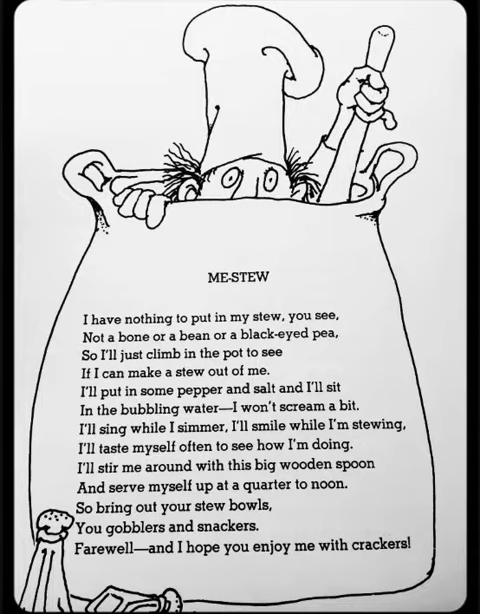 ME-STEW
I have nothing to put in my stew, you see,
Not a bone or a bean or a black-eyed pea,
So I'll just climb in the pot to see
If I can make a stew out of me.
I'll put in some pepper and salt and I'll sit
In the bubbling water—I won't scream a bit.
I'll sing while I simmer, I'll smile while I'm stewing,
I'll taste myself often to see how I'm doing.
I'll stir me around with this big wooden spoon
And serve myself up at a quarter to noon.
So bring out your stew bowls,
You gobblers and snackers.
Farewell—and I hope you enjoy me with crackers!